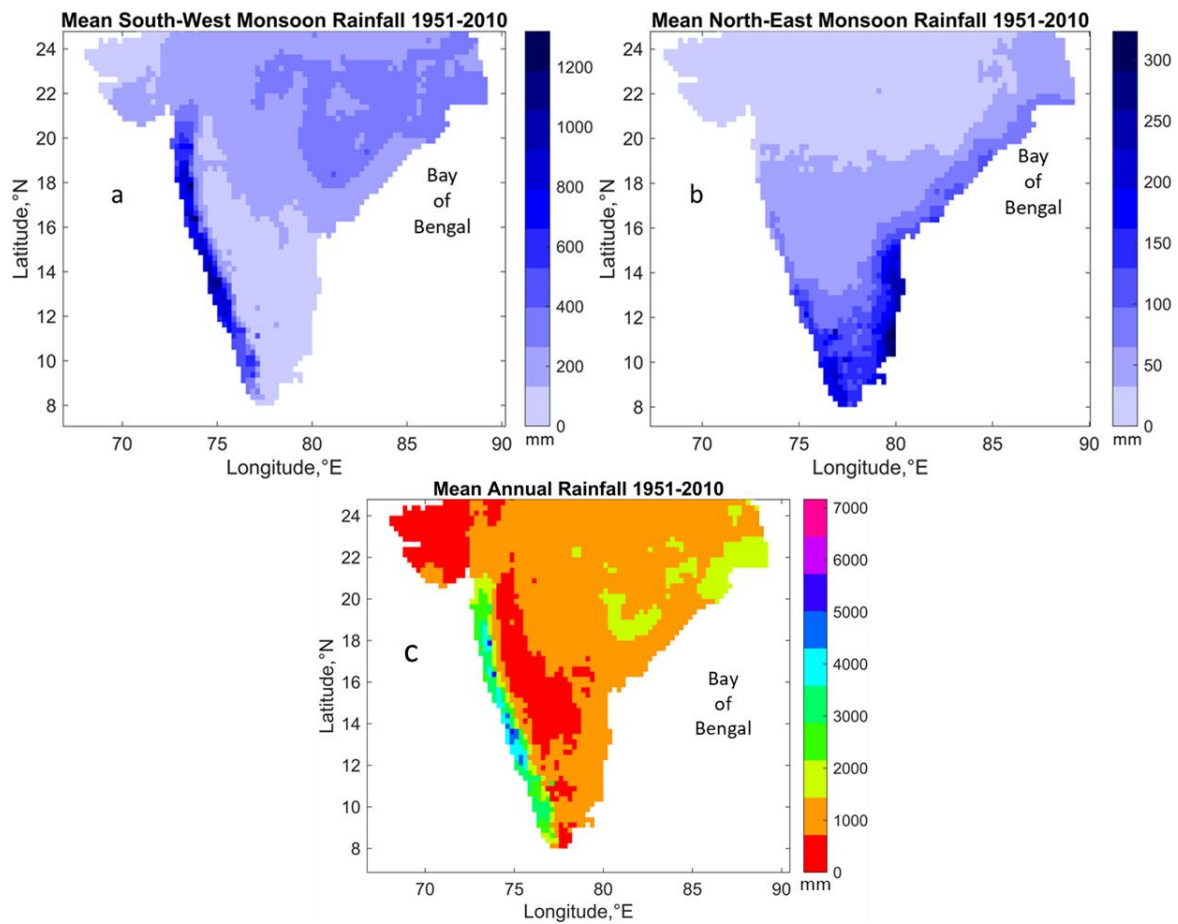 Mean South-West Monsoon Rainfall 1951-2010
24
22
20
18
16
14
12
10
8
Latitude,°N
70
75
80
85
90
Longitude,°E
a
Bay
of
Bengal
1200
1000
800
600
400
200
0
mm
Mean North-East Monsoon Rainfall 1951-2010
24
22
20
18
16
14
12
10
8
Latitude,°N
70
75
80
85
90
Longitude,°E
b
Bay
of
Bengal
300
250
200
150
100
50
0
mm
Mean Annual Rainfall 1951-2010
24
22
20
18
16
14
12
10
8
Latitude,°N
70
75
80
85
90
Longitude,°E
c
Bay
of
Bengal
7000
6000
5000
4000
3000
2000
1000
0
mm